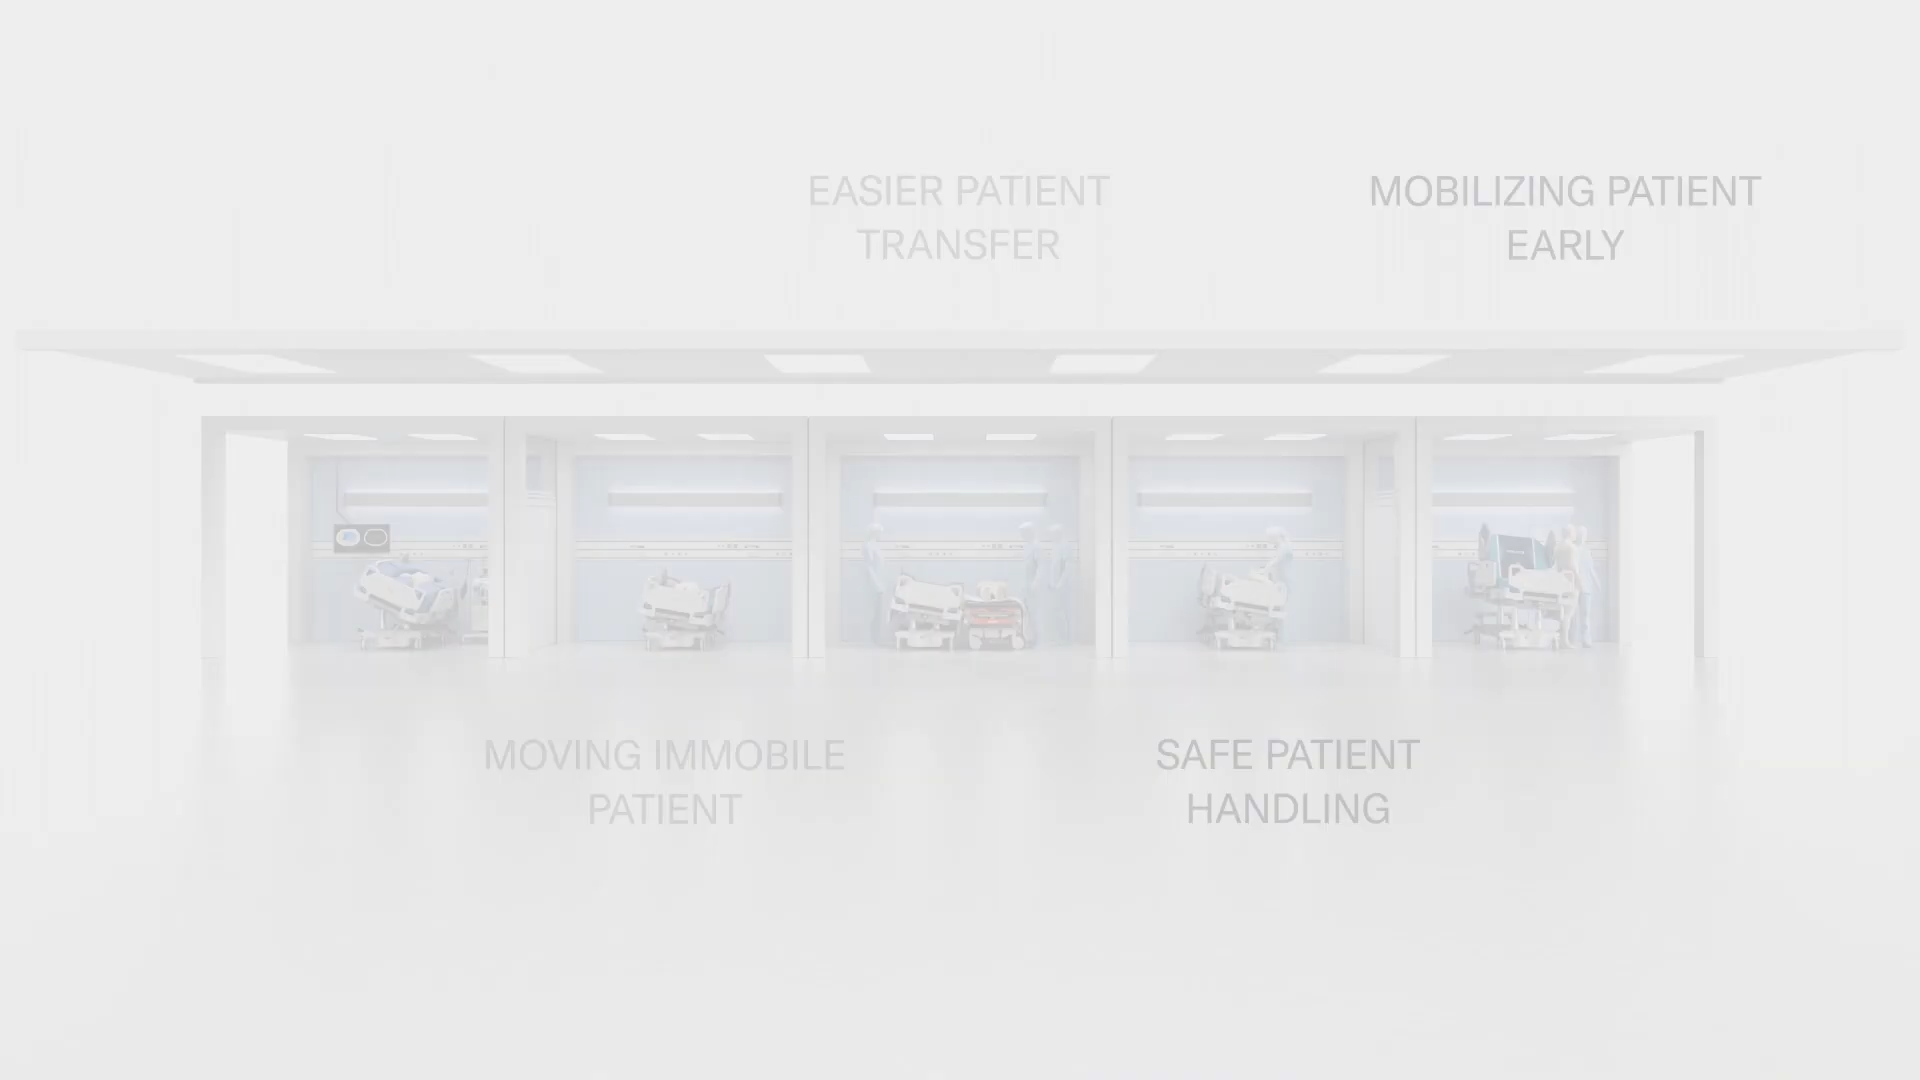 EASIER PATIENT
TRANSFER
MOBILIZING PATIENT
EARLY
MOVING IMMOBILE
PATIENT
SAFE PATIENT
HANDLING